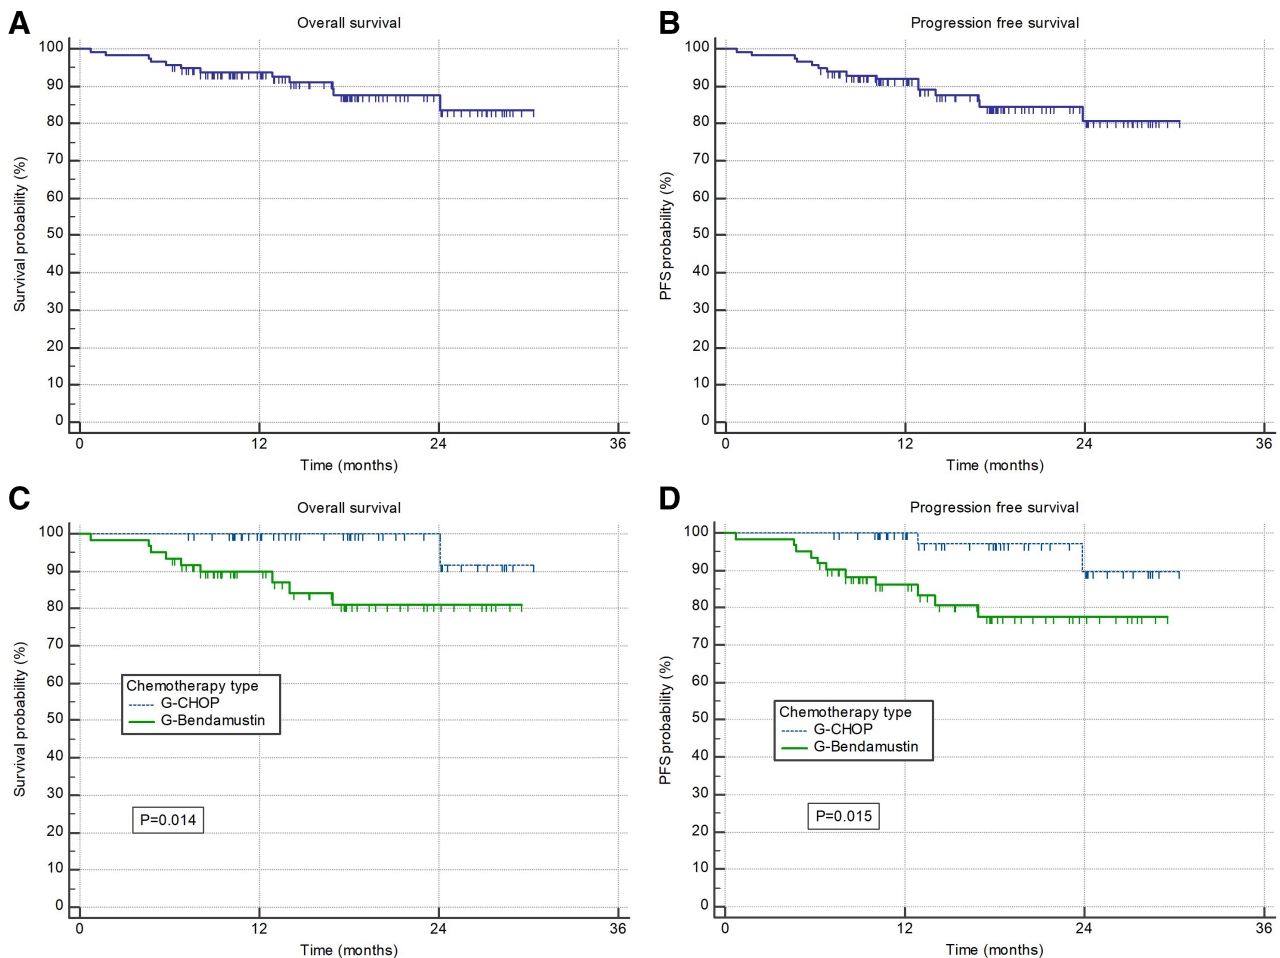 A
Overall survival
100
90
80
70
60
50
40
30
20
10
0
Survival probability (%)
0 12 24 36
Time (months)
B
Progression free survival
100
90
80
70
60
50
40
30
20
10
0
PFS probability (%)
0 12 24 36
Time (months)
C
Overall survival
100
90
80
70
60
50
40
30
20
10
0
Survival probability (%)
Chemotherapy type
G-CHOP
G-Bendamustin
P=0.014
0 12 24 36
Time (months)
D
Progression free survival
100
90
80
70
60
50
40
30
20
10
0
PFS probability (%)
Chemotherapy type
G-CHOP
G-Bendamustin
P=0.015
0 12 24 36
Time (months)